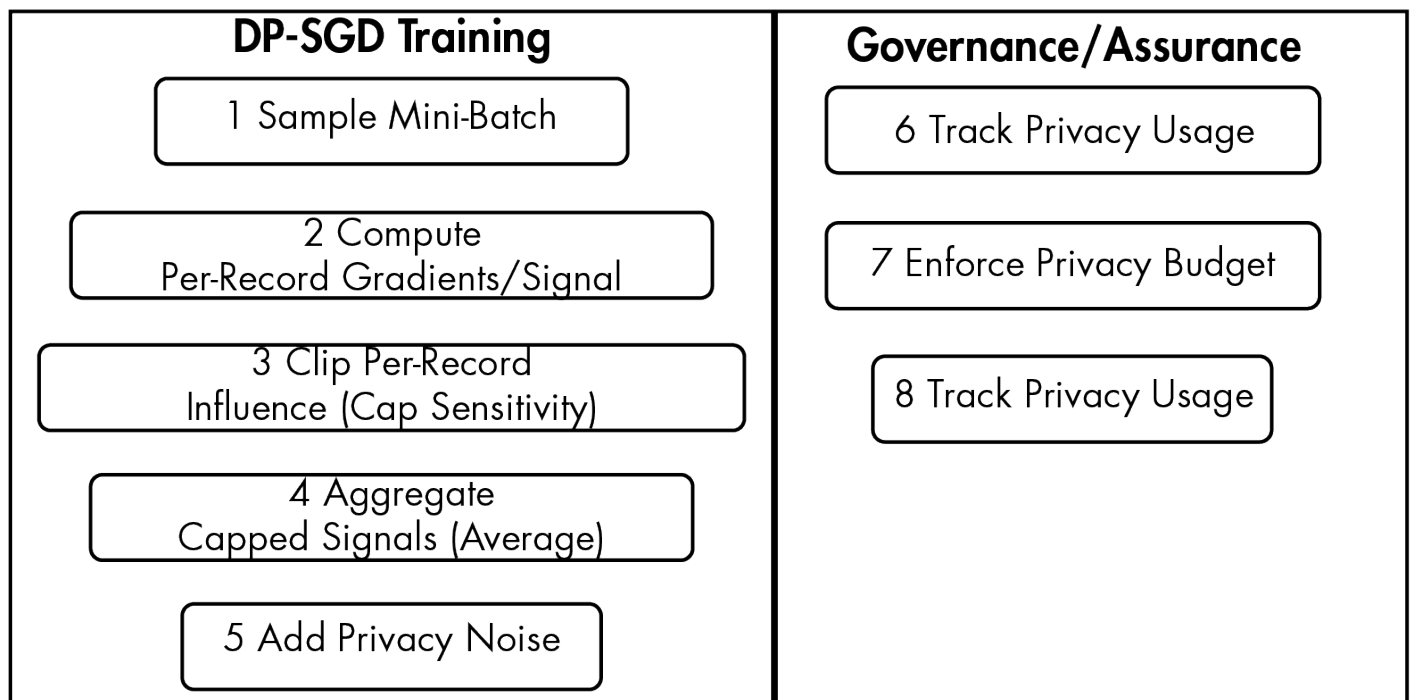 DP-SGD Training
1 Sample Mini-Batch
2 Compute
Per-Record Gradients/Signal
3 Clip Per-Record
Influence (Cap Sensitivity)
4 Aggregate
Capped Signals (Average)
5 Add Privacy Noise
Governance/Assurance
6 Track Privacy Usage
7 Enforce Privacy Budget
8 Track Privacy Usage